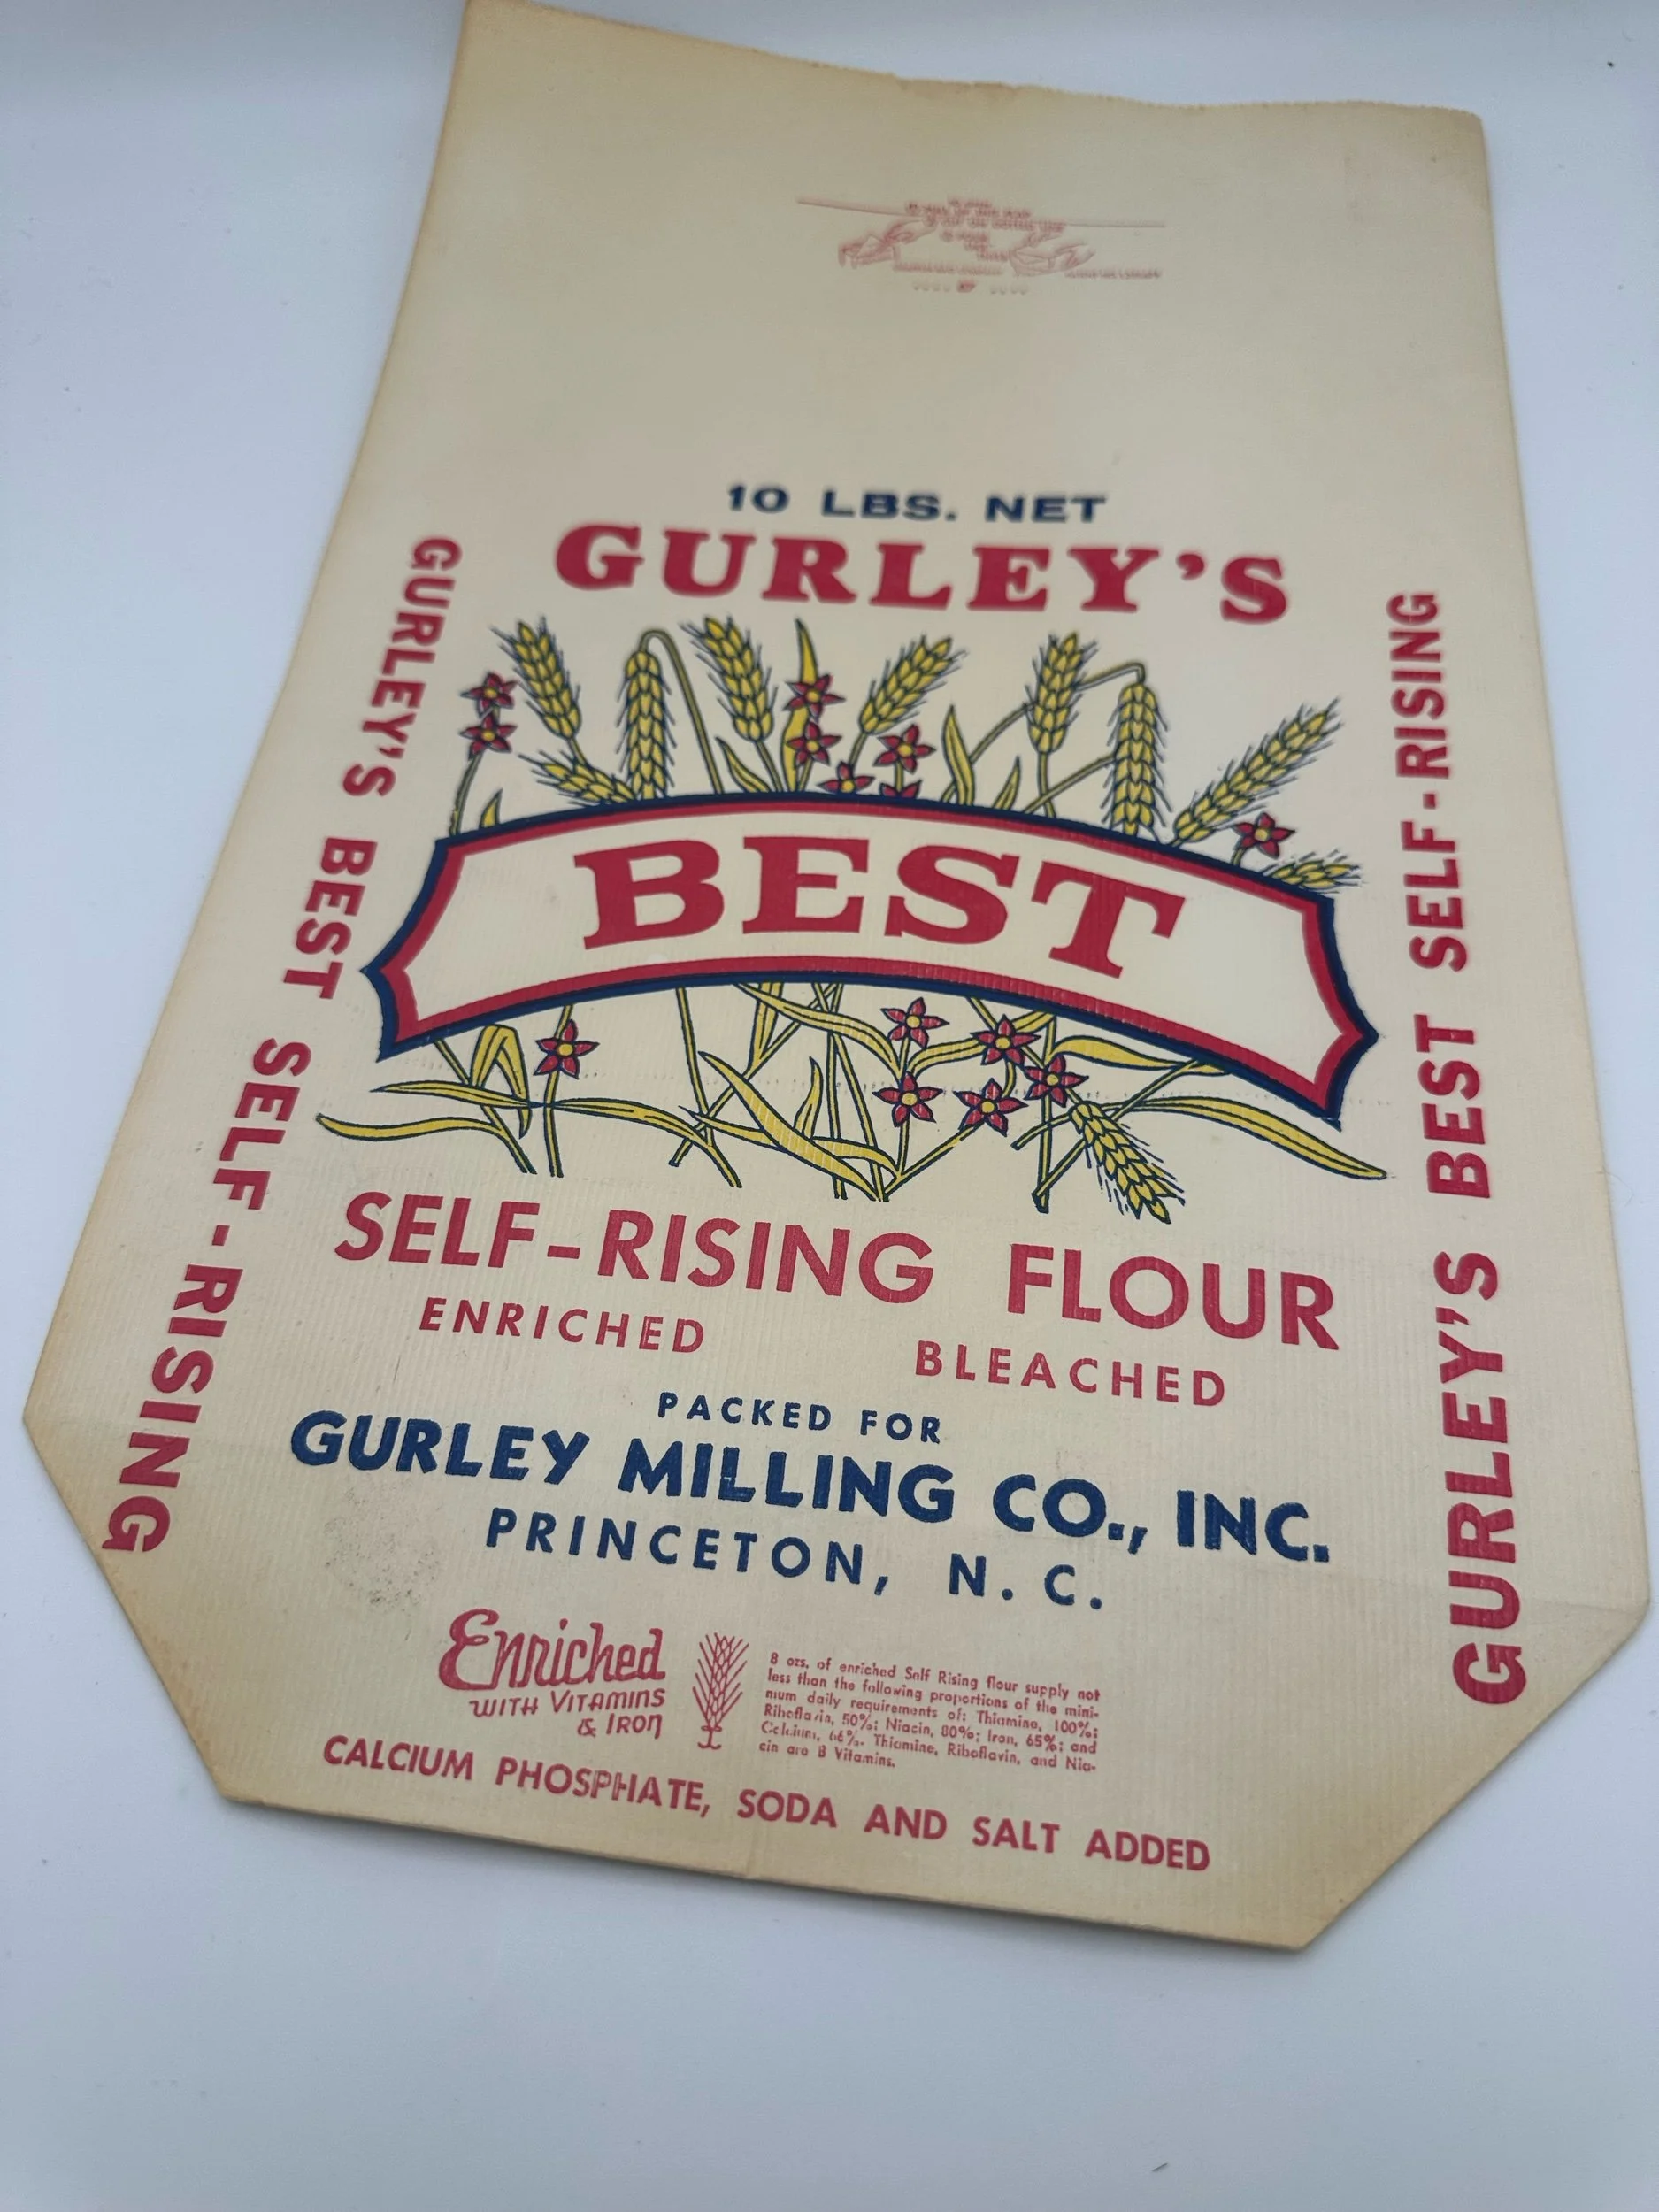 10 LBS. NET
GURLEY'S
BEST
SELF-RISING FLOUR
ENRICHED BLEACHED
PACKED FOR
GURLEY MILLING CO., INC.
PRINCETON, N. C.
Enriched
WITH VITAMINS
& IRON
8 ozs. of enriched Self Rising flour supply not
less than the following proportions of the mini-
mum daily requirements of: Thiamine, 100%;
Riboflavin, 50%; Niacin, 80%; Iron, 65%; and
Calcium, 66%. Thiamine, Riboflavin, and Nia-
cin are B Vitamins.
CALCIUM PHOSPHATE, SODA AND SALT ADDED
GURLEY'S BEST SELF-RISING
GURLEY'S BEST SELF-RISING